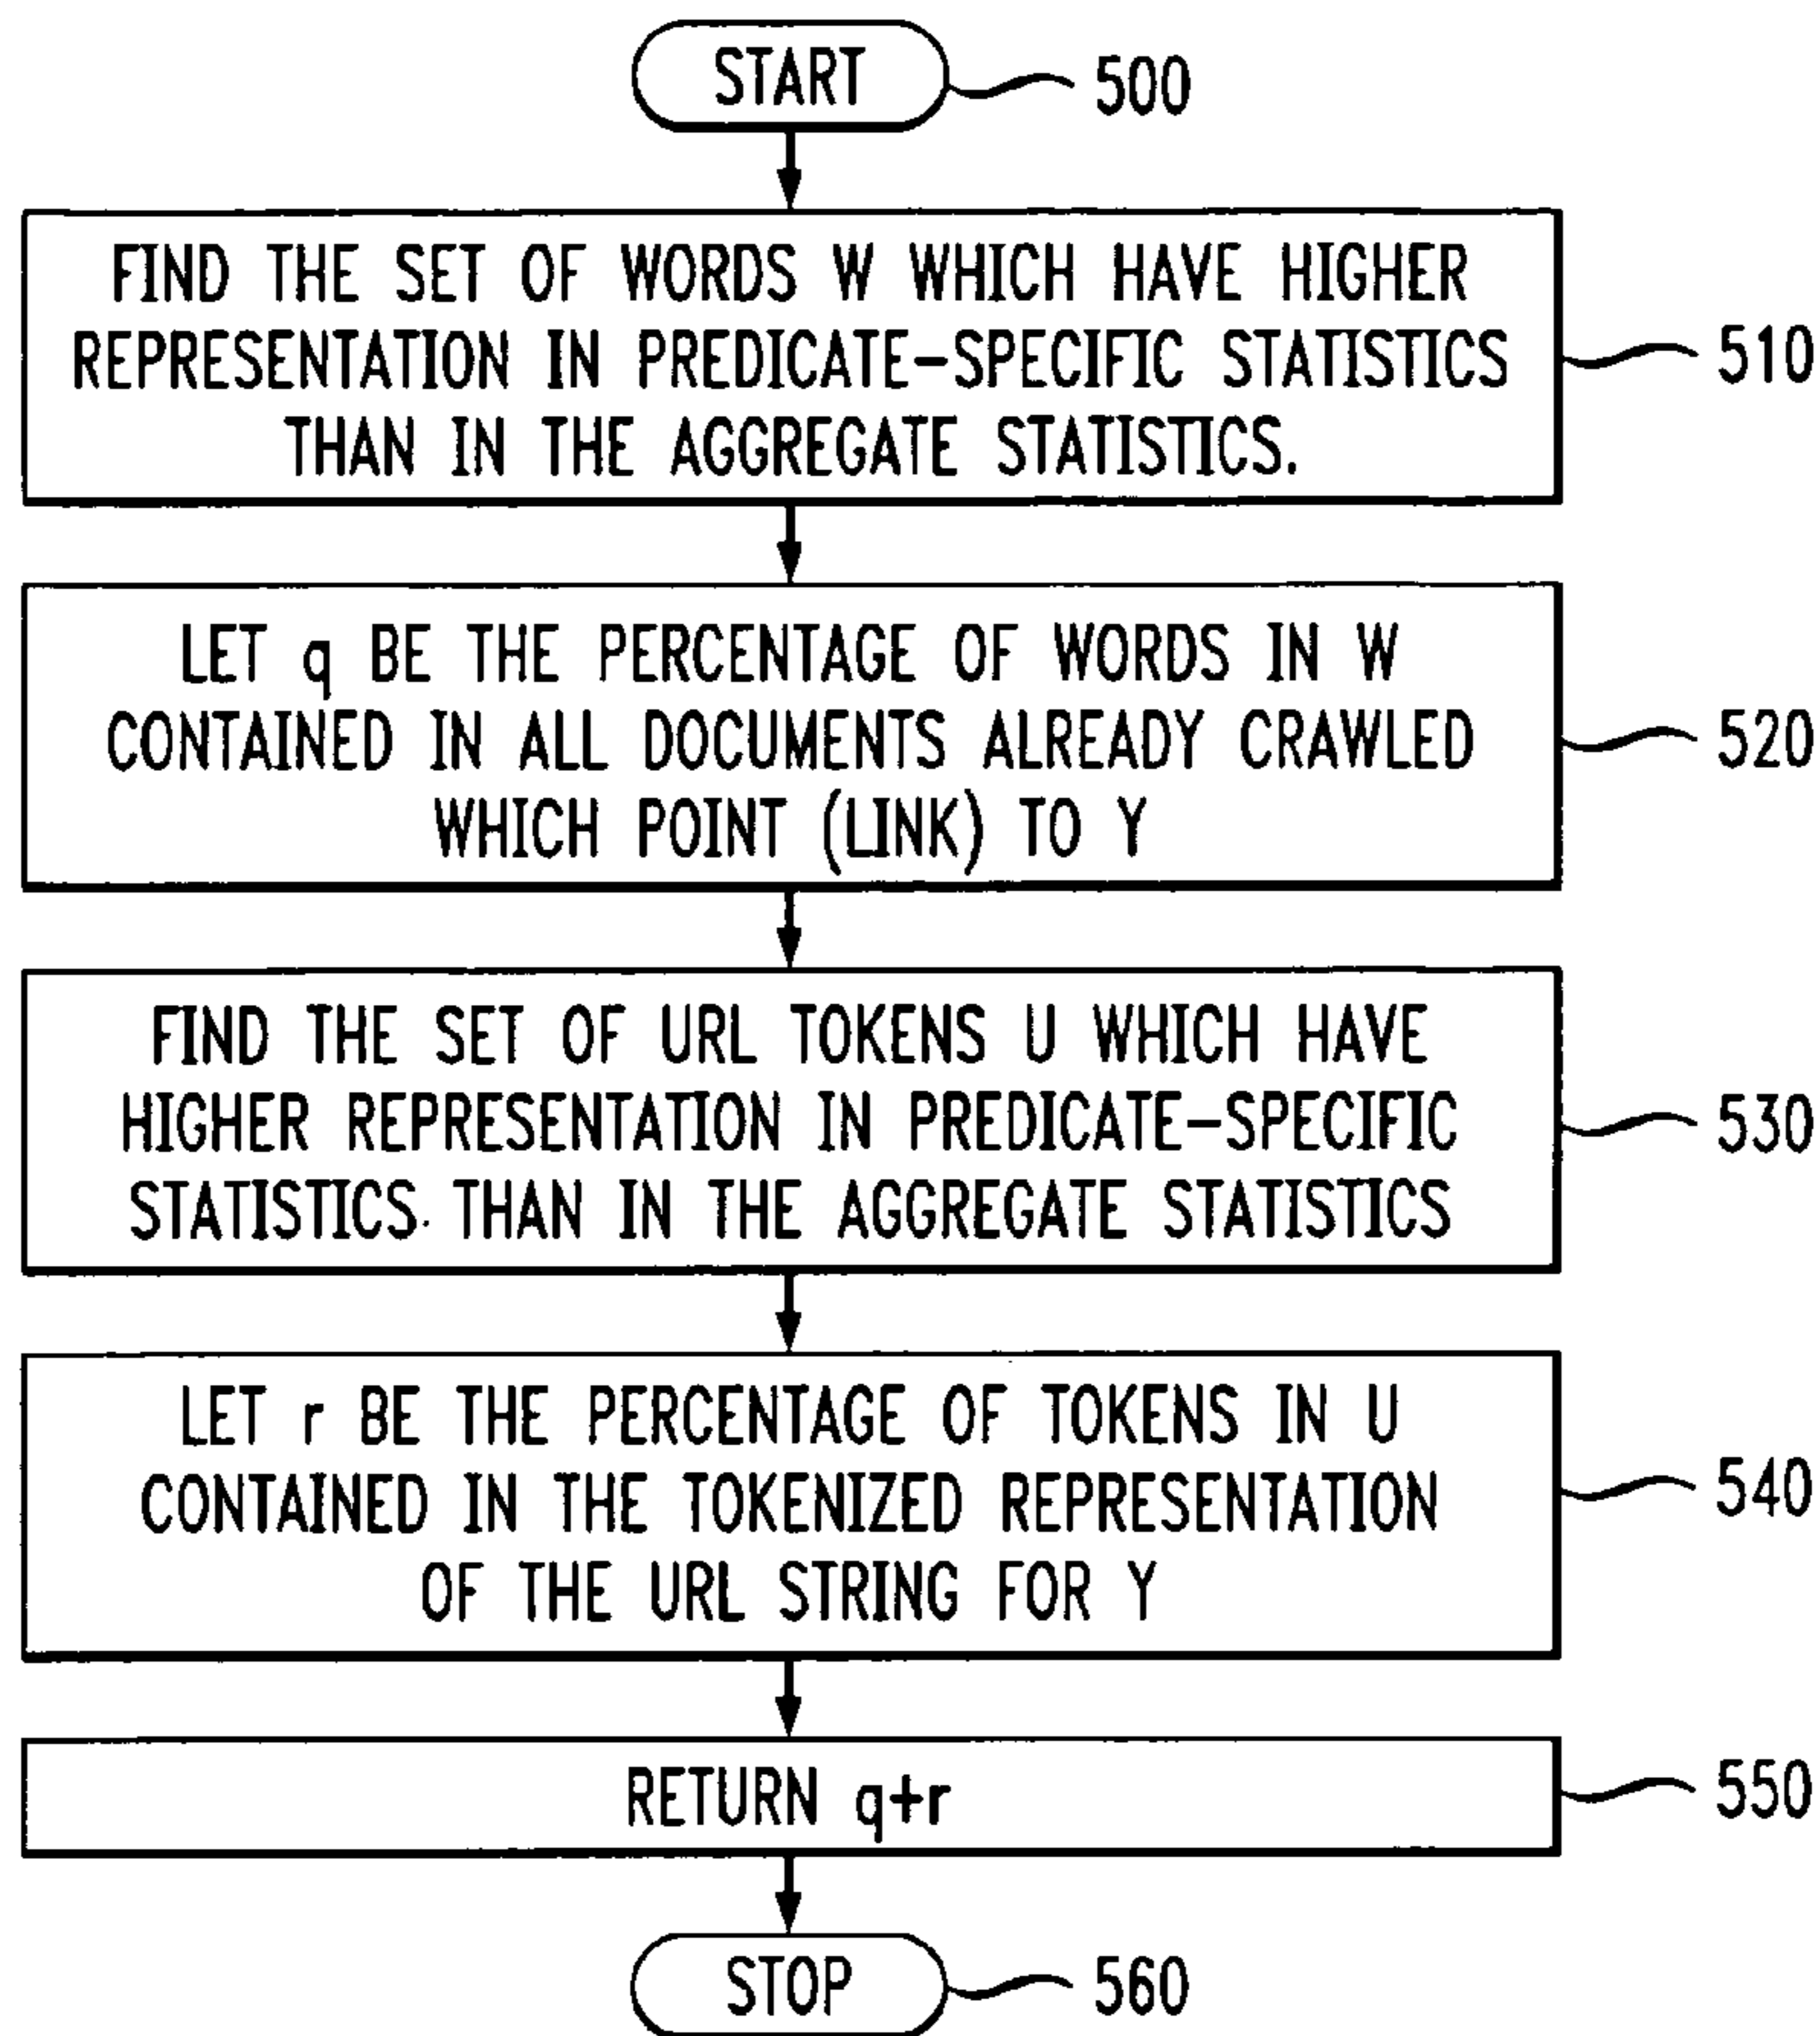 START
500
FIND THE SET OF WORDS W WHICH HAVE HIGHER
REPRESENTATION IN PREDICATE-SPECIFIC STATISTICS
THAN IN THE AGGREGATE STATISTICS.
510
LET q BE THE PERCENTAGE OF WORDS IN W
CONTAINED IN ALL DOCUMENTS ALREADY CRAWLED
WHICH POINT (LINK) TO Y
520
FIND THE SET OF URL TOKENS U WHICH HAVE
HIGHER REPRESENTATION IN PREDICATE-SPECIFIC
STATISTICS. THAN IN THE AGGREGATE STATISTICS
530
LET r BE THE PERCENTAGE OF TOKENS IN U
CONTAINED IN THE TOKENIZED REPRESENTATION
OF THE URL STRING FOR Y
540
RETURN q+r
550
STOP
560